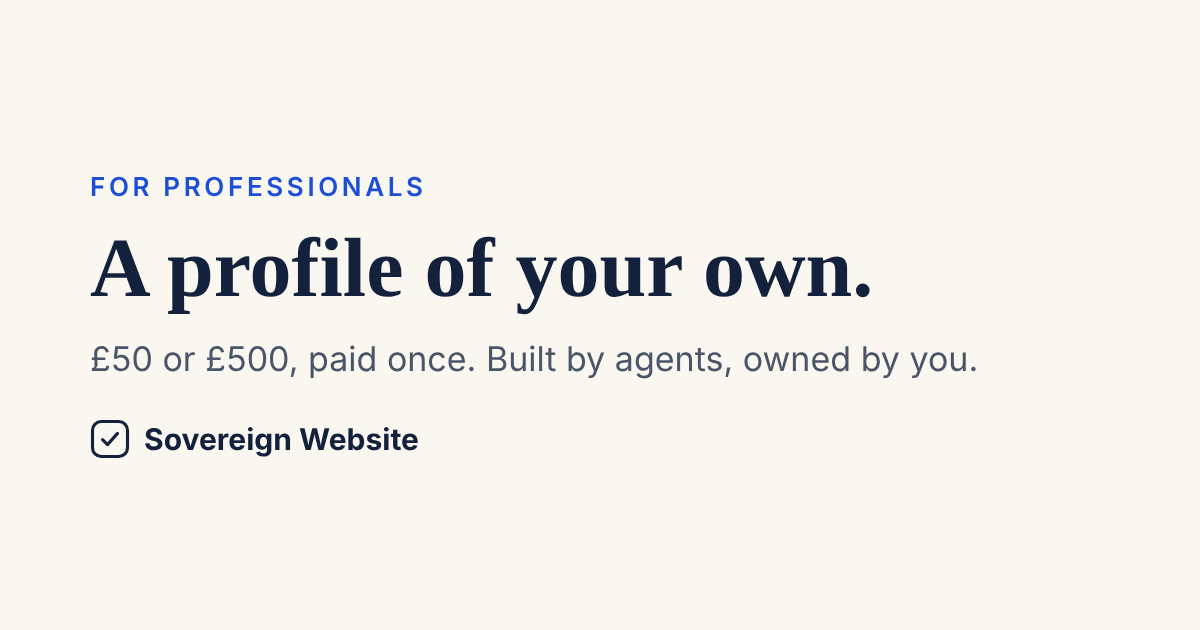 FOR PROFESSIONALS
A profile of your own.
£50 or £500, paid once. Built by agents, owned by you.
Sovereign Website